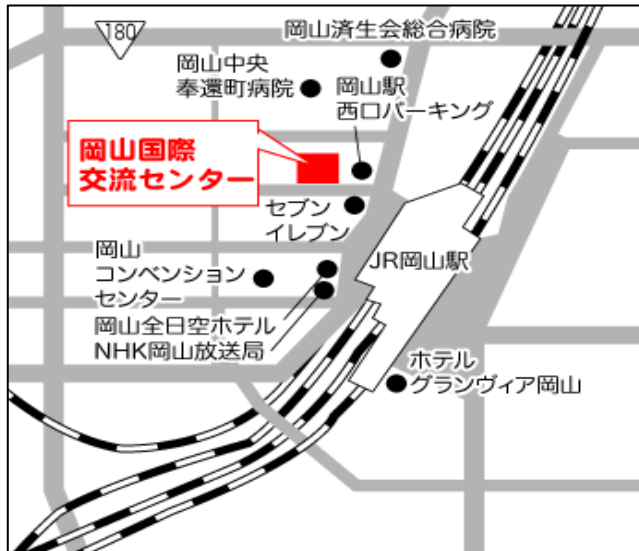 180
岡山済生会総合病院
岡山中央
奉還町病院
岡山駅
西口パーキング
岡山国際
交流センター
セブン
イレブン
岡山
コンベンション
センター
JR岡山駅
岡山全日空ホテル
NHK岡山放送局
ホテル
グランヴィア岡山